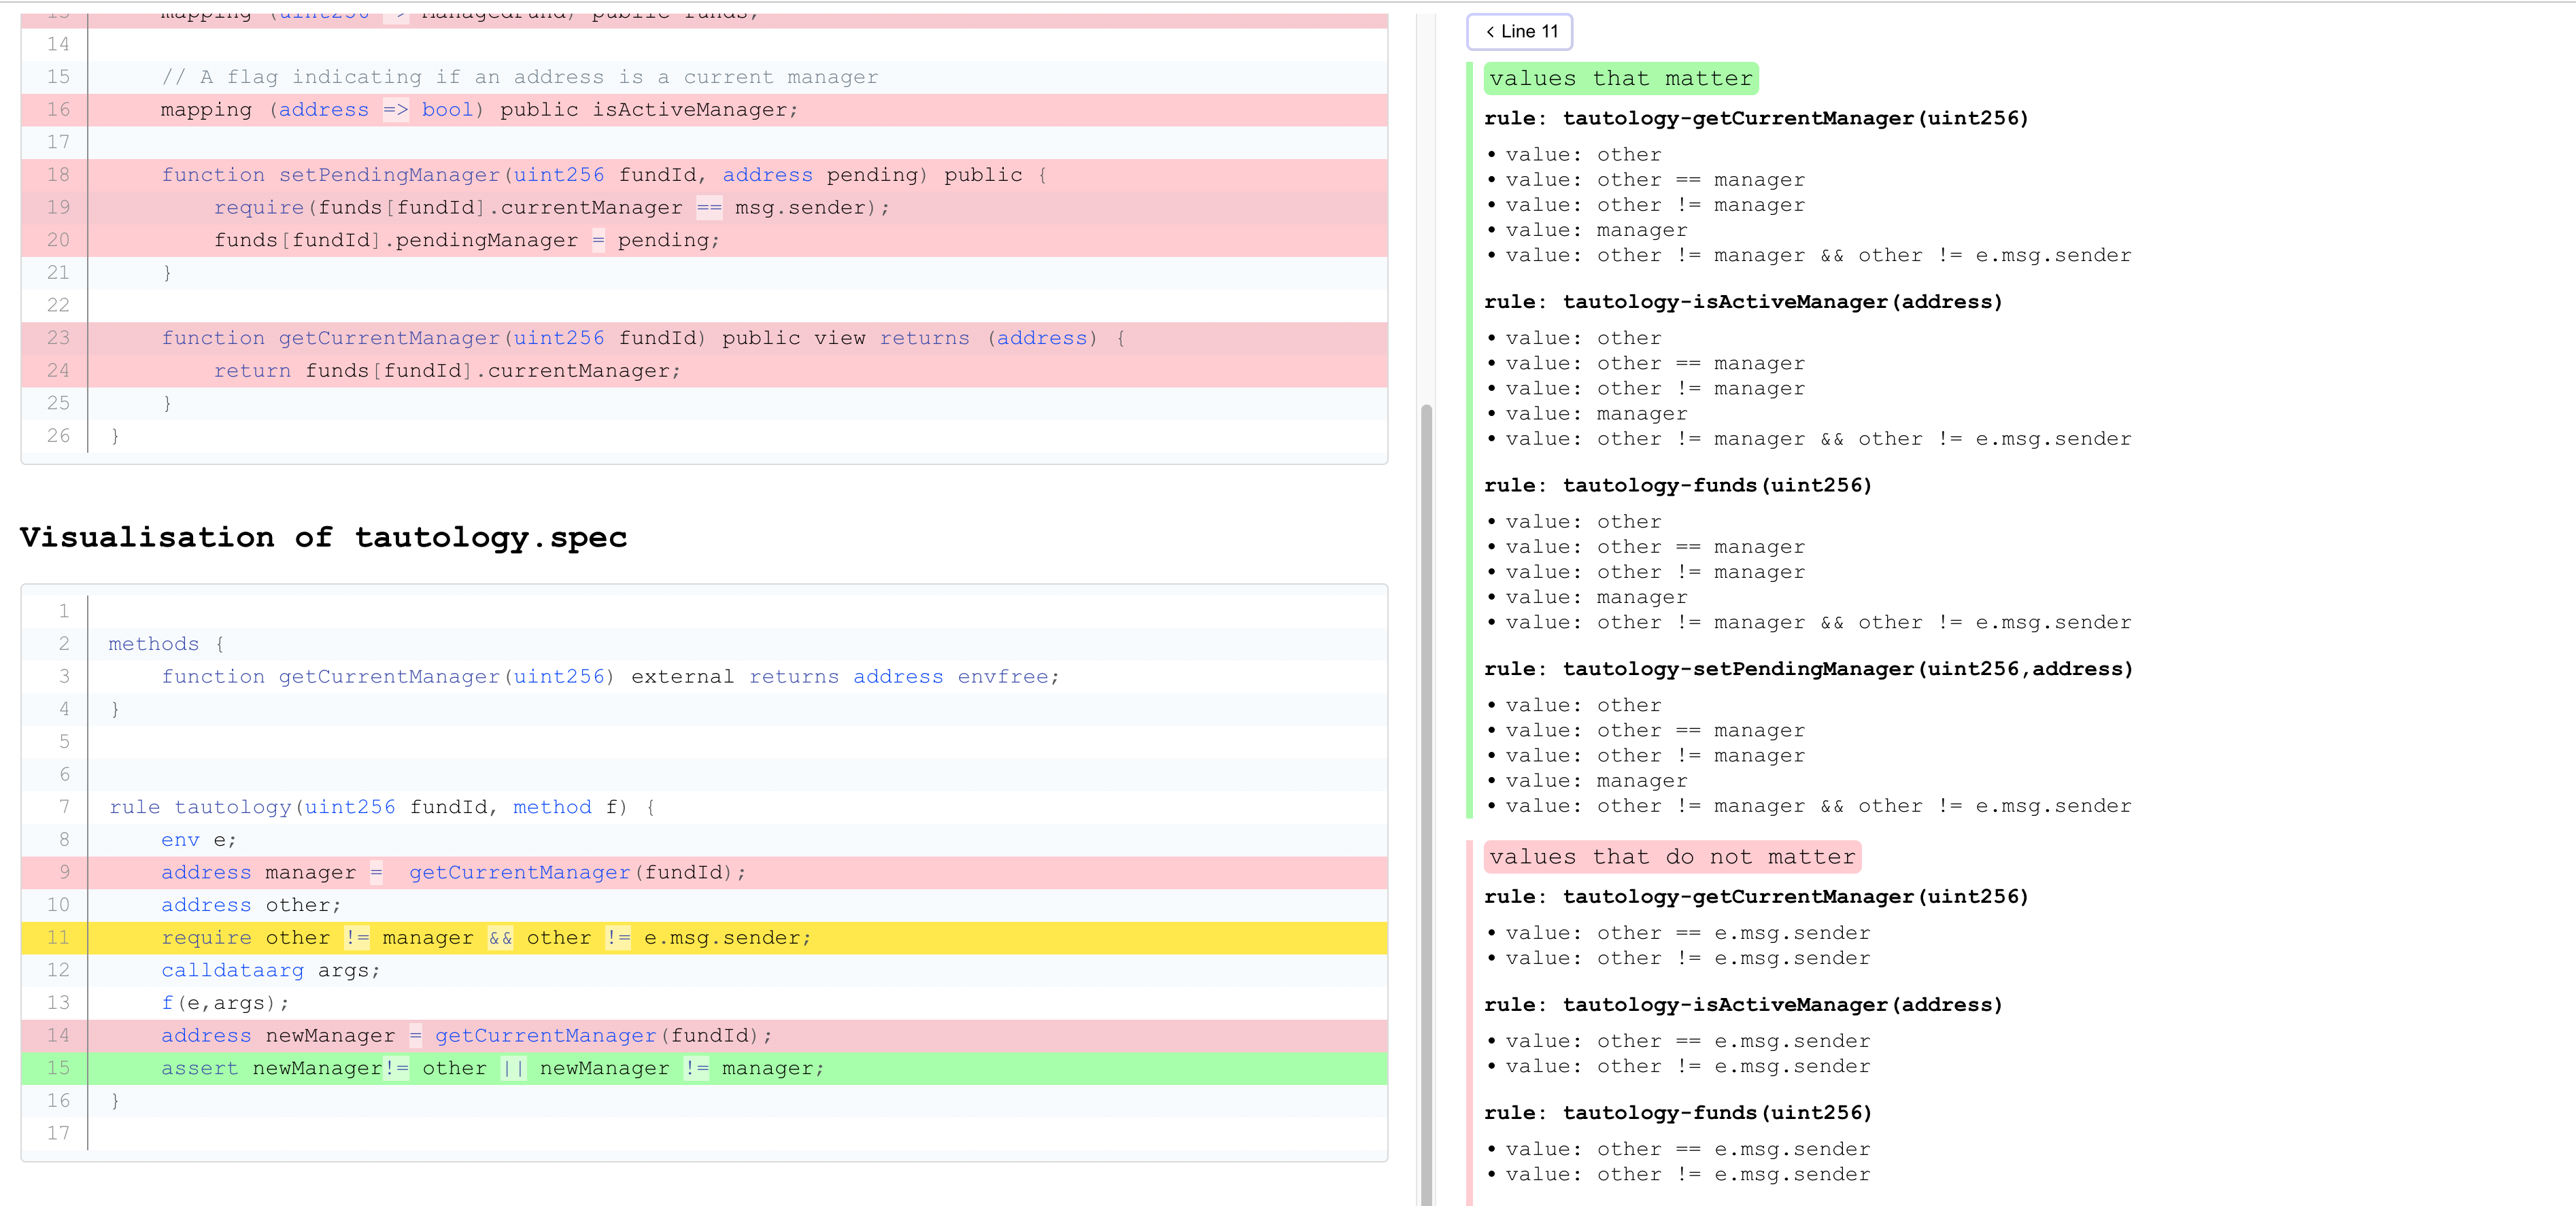 13 mapping (uint256 => ManagedFund) public funds;
14
15 // A flag indicating if an address is a current manager
16 mapping (address => bool) public isActiveManager;
17
18 function setPendingManager(uint256 fundId, address pending) public {
19 require(funds[fundId].currentManager == msg.sender);
20 funds[fundId].pendingManager = pending;
21 }
22
23 function getCurrentManager(uint256 fundId) public view returns (address) {
24 return funds[fundId].currentManager;
25 }
26 }
Visualisation of tautology.spec
1
2 methods {
3 function getCurrentManager(uint256) external returns address envfree;
4 }
5
6
7 rule tautology(uint256 fundId, method f) {
8 env e;
9 address manager =  getCurrentManager(fundId);
10 address other;
11 require other != manager && other != e.msg.sender;
12 calldataarg args;
13 f(e,args);
14 address newManager = getCurrentManager(fundId);
15 assert newManager!= other || newManager != manager;
16 }
17
< Line 11
values that matter
rule: tautology-getCurrentManager(uint256)
• value: other
• value: other == manager
• value: other != manager
• value: manager
• value: other != manager && other != e.msg.sender
rule: tautology-isActiveManager(address)
• value: other
• value: other == manager
• value: other != manager
• value: manager
• value: other != manager && other != e.msg.sender
rule: tautology-funds(uint256)
• value: other
• value: other == manager
• value: other != manager
• value: manager
• value: other != manager && other != e.msg.sender
rule: tautology-setPendingManager(uint256,address)
• value: other
• value: other == manager
• value: other != manager
• value: manager
• value: other != manager && other != e.msg.sender
values that do not matter
rule: tautology-getCurrentManager(uint256)
• value: other == e.msg.sender
• value: other != e.msg.sender
rule: tautology-isActiveManager(address)
• value: other == e.msg.sender
• value: other != e.msg.sender
rule: tautology-funds(uint256)
• value: other == e.msg.sender
• value: other != e.msg.sender